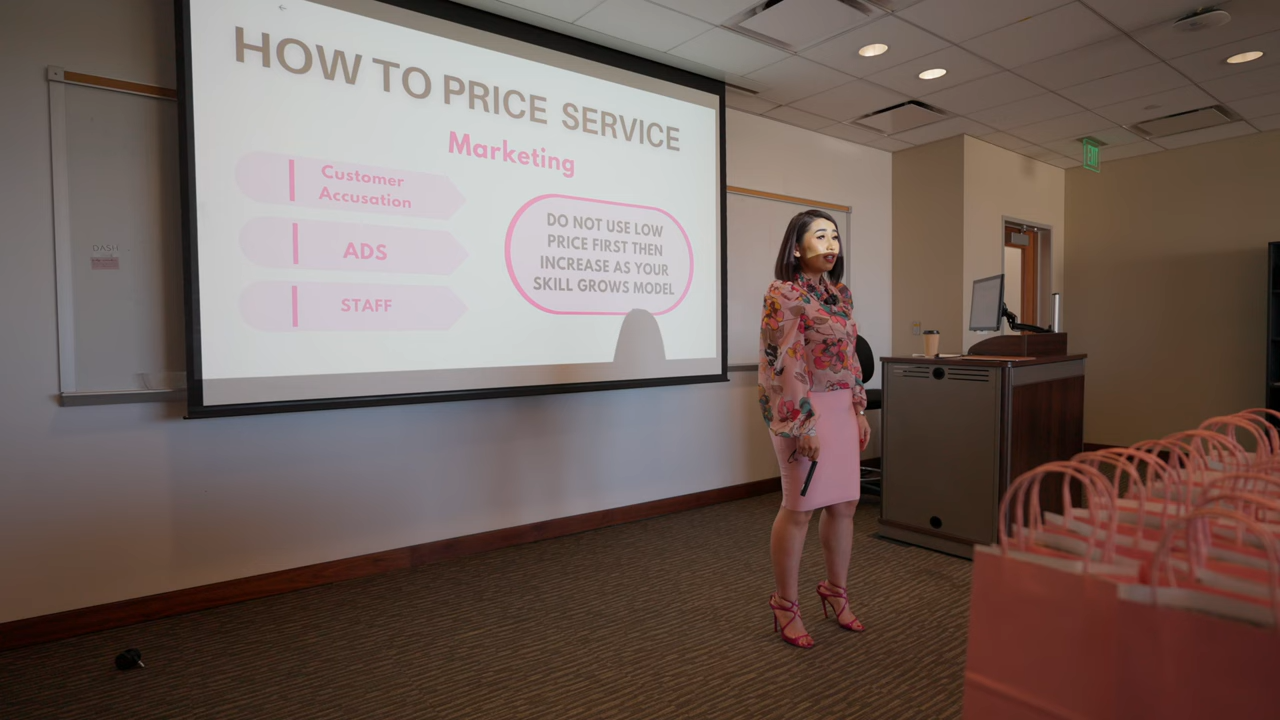 HOW TO PRICE SERVICE
Marketing
Customer
Accusation
ADS
STAFF
DO NOT USE LOW
PRICE FIRST THEN
INCREASE AS YOUR
SKILL GROWS MODEL
EXIT